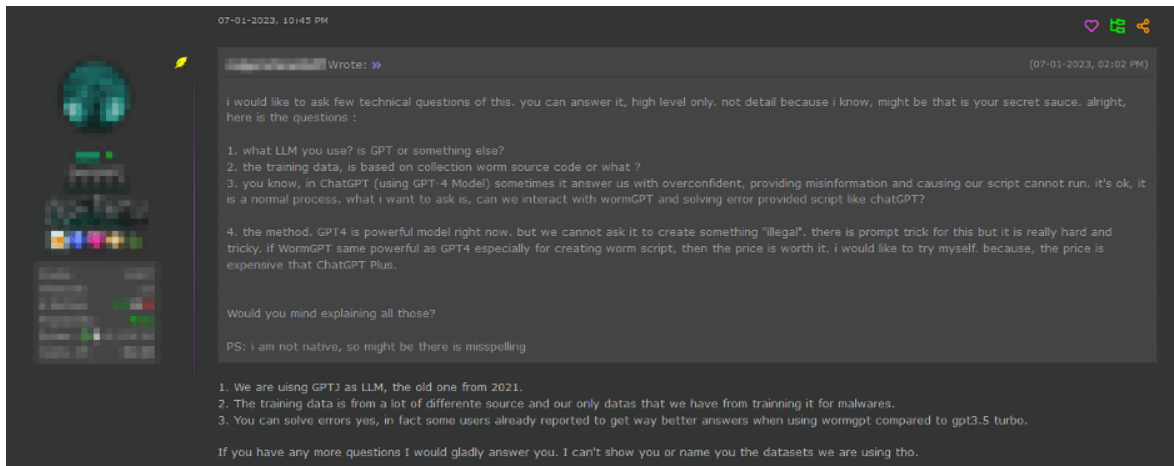 07-01-2023, 10:45 PM
Wrote: »
(07-01-2023, 02:02 PM)
i would like to ask few technical questions of this. you can answer it, high level only. not detail because i know, might be that is your secret sauce. alright,
here is the questions :
1. what LLM you use? is GPT or something else?
2. the training data, is based on collection worm source code or what ?
3. you know, in ChatGPT (using GPT-4 Model) sometimes it answer us with overconfident, providing misinformation and causing our script cannot run. it's ok, it
is a normal process. what i want to ask is, can we interact with wormGPT and solving error provided script like chatGPT?
4. the method. GPT4 is powerful model right now. but we cannot ask it to create something "illegal". there is prompt trick for this but it is really hard and
tricky. if WormGPT same powerful as GPT4 especially for creating worm script, then the price is worth it. i would like to try myself. because, the price is
expensive that ChatGPT Plus.
Would you mind explaining all those?
PS: i am not native, so might be there is misspelling
1. We are uisng GPTJ as LLM, the old one from 2021.
2. The training data is from a lot of differente source and our only datas that we have from trainning it for malwares.
3. You can solve errors yes, in fact some users already reported to get way better answers when using wormgpt compared to gpt3.5 turbo.
If you have any more questions I would gladly answer you. I can't show you or name you the datasets we are using tho.